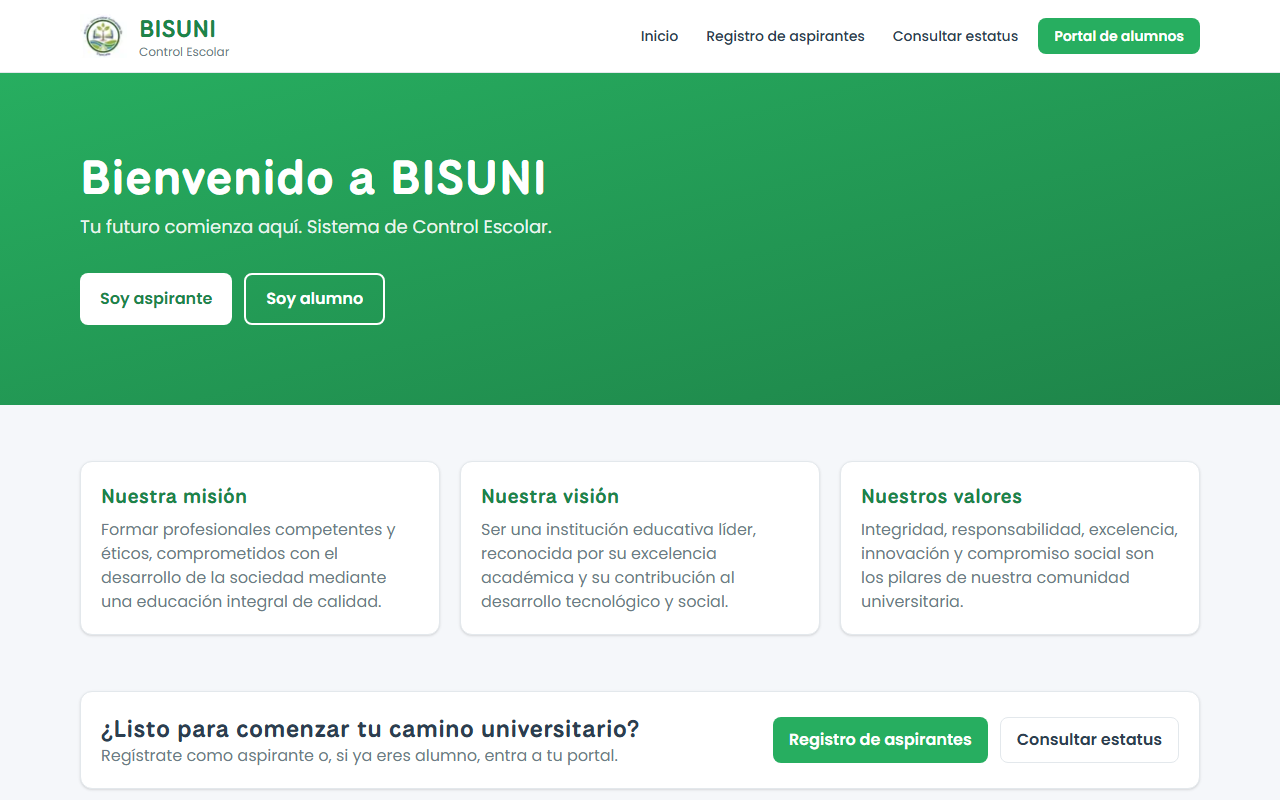 BISUNI
Control Escolar
Inicio
Registro de aspirantes
Consultar estatus
Portal de alumnos
Bienvenido a BISUNI
Tu futuro comienza aquí. Sistema de Control Escolar.
Soy aspirante
Soy alumno
Nuestra misión
Formar profesionales competentes y
éticos, comprometidos con el
desarrollo de la sociedad mediante
una educación integral de calidad.
Nuestra visión
Ser una institución educativa líder,
reconocida por su excelencia
académica y su contribución al
desarrollo tecnológico y social.
Nuestros valores
Integridad, responsabilidad, excelencia,
innovación y compromiso social son
los pilares de nuestra comunidad
universitaria.
¿Listo para comenzar tu camino universitario?
Regístrate como aspirante o, si ya eres alumno, entra a tu portal.
Registro de aspirantes
Consultar estatus